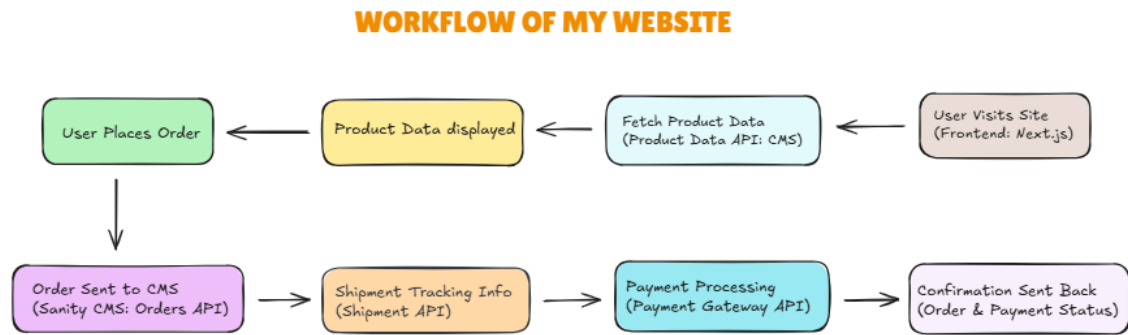 WORKFLOW OF MY WEBSITE
User Visits Site
(Frontend: Next.js)
Fetch Product Data
(Product Data API: CMS)
Product Data displayed
User Places Order
Order Sent to CMS
(Sanity CMS: Orders API)
Shipment Tracking Info
(Shipment API)
Payment Processing
(Payment Gateway API)
Confirmation Sent Back
(Order & Payment Status)